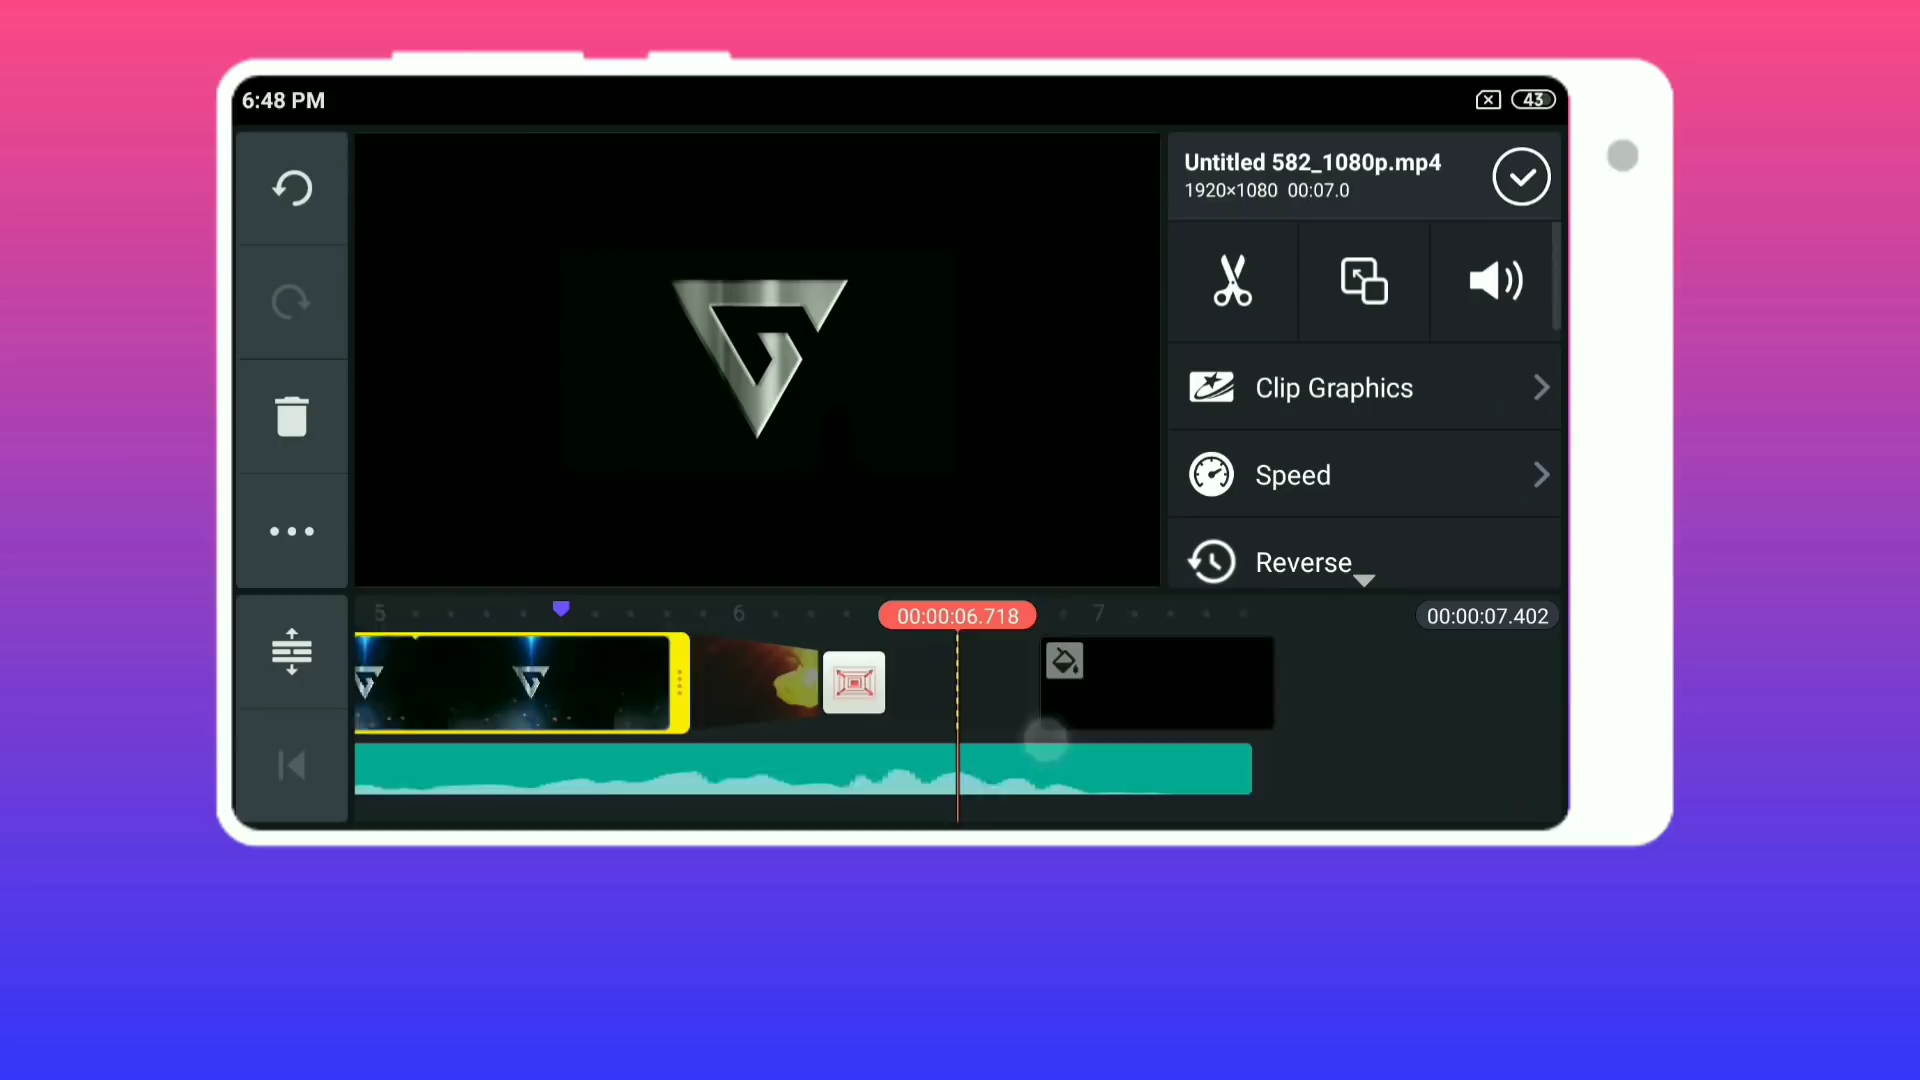 6:48 PM
43
Untitled 582_1080p.mp4
1920×1080 00:07.0
Clip Graphics
Speed
Reverse
5
6
00:00:06.718
7
00:00:07.402